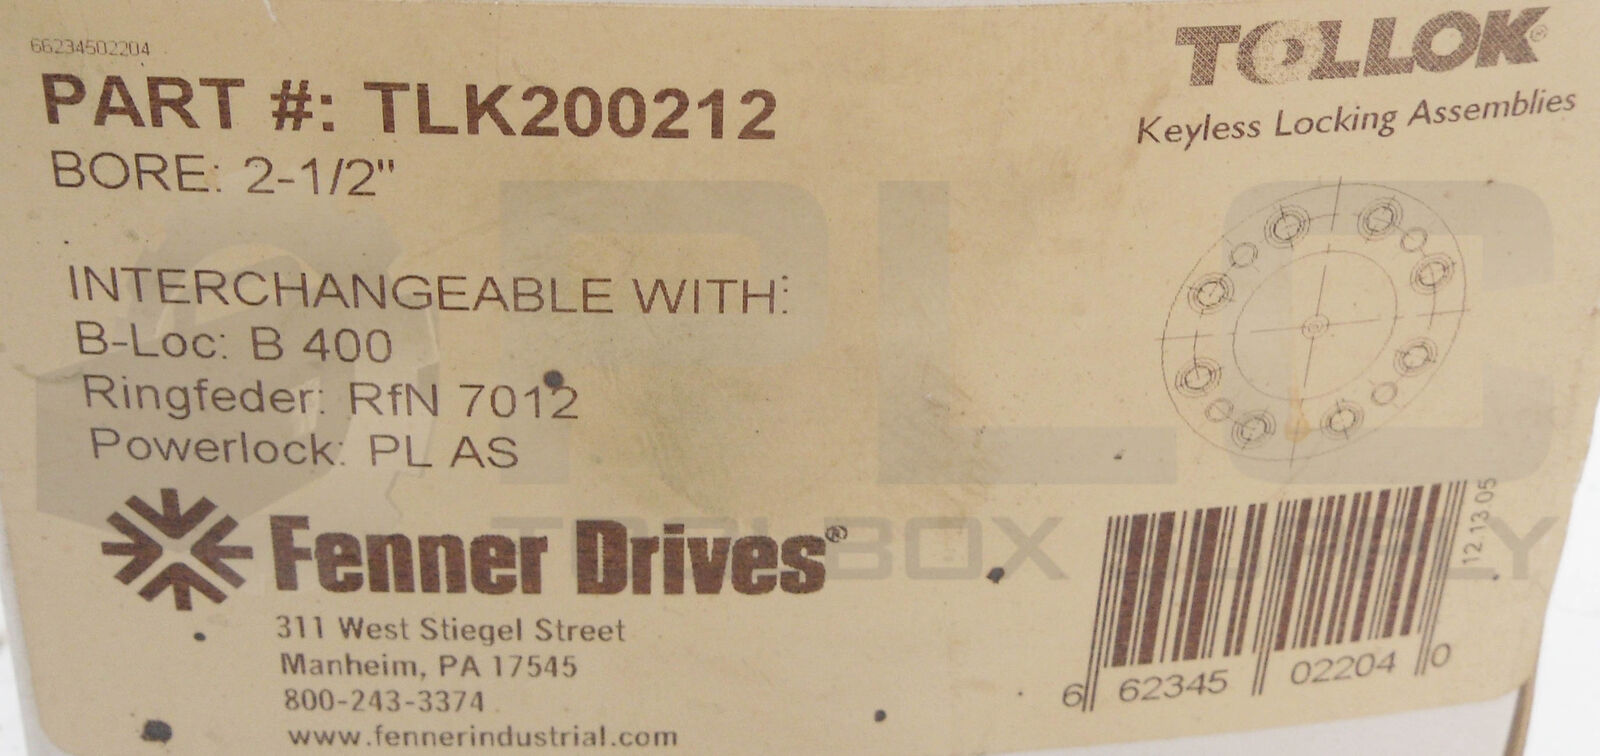 66234502204
PART #: TLK200212
BORE: 2-1/2"
INTERCHANGEABLE WITH:
B-Loc: B 400
Ringfeder: RfN 7012
Powerlock: PL AS
Fenner Drives®
311 West Stiegel Street
Manheim, PA 17545
800-243-3374
www.fennerindustrial.com
TOLLOK®
Keyless Locking Assemblies
12.13.05
6 62345 02204 0
PLC
TOOLBOX